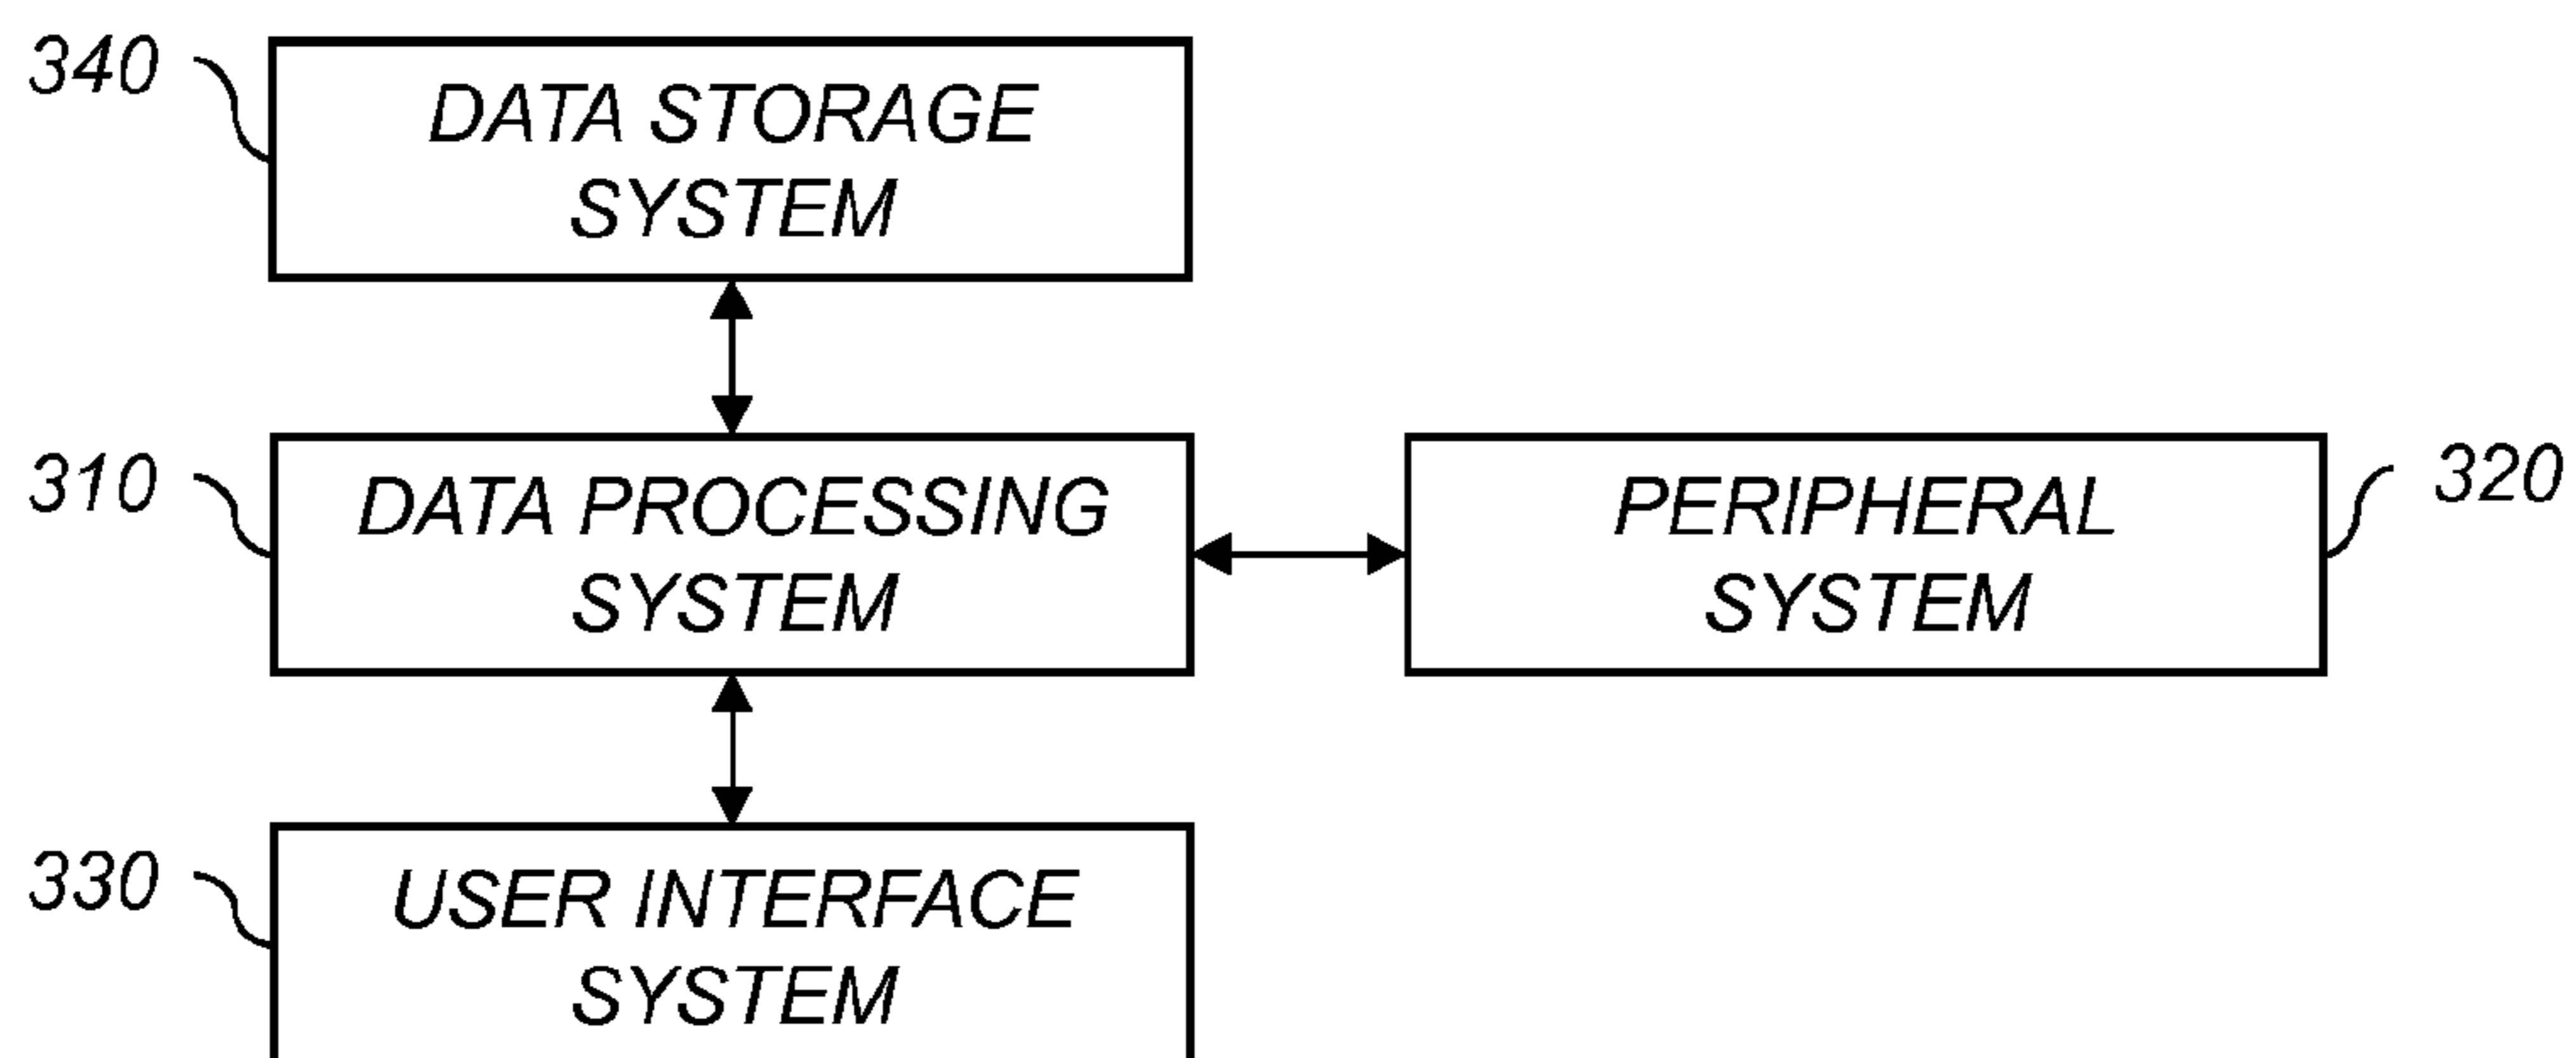 340
DATA STORAGE
SYSTEM
310
DATA PROCESSING
SYSTEM
PERIPHERAL
SYSTEM
320
330
USER INTERFACE
SYSTEM